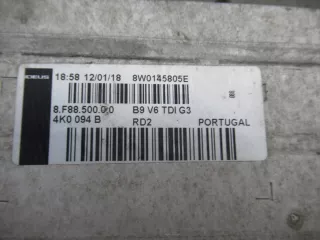 18:58 12/01/18 8W0145805E
8.F88.500.0.0 B9 V6 TDI G3
4K0 094 B RD2 PORTUGAL